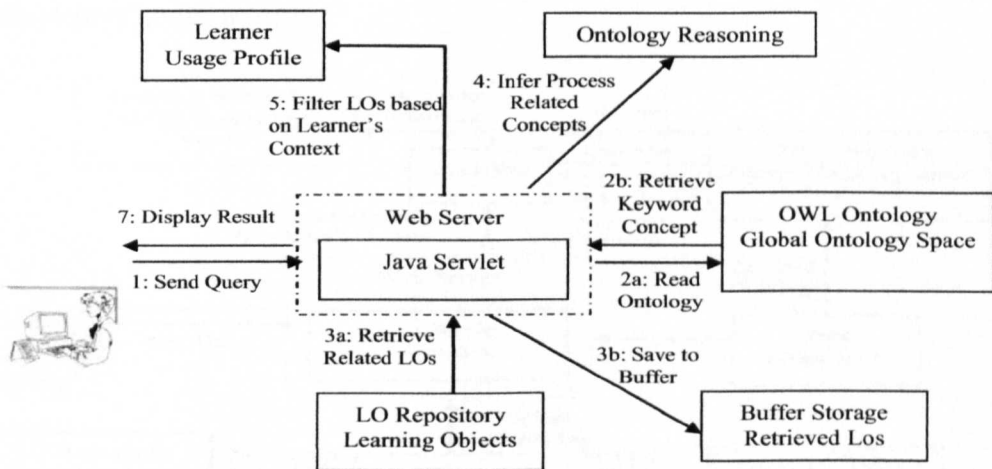 Learner
Usage Profile
Ontology Reasoning
4: Infer Process
Related
Concepts
5: Filter LOs based
on Learner's
Context
2b: Retrieve
Keyword
Concept
OWL Ontology
Global Ontology Space
7: Display Result
Web Server
Java Servlet
1: Send Query
2a: Read
Ontology
3a: Retrieve
Related LOs
3b: Save to
Buffer
LO Repository
Learning Objects
Buffer Storage
Retrieved Los